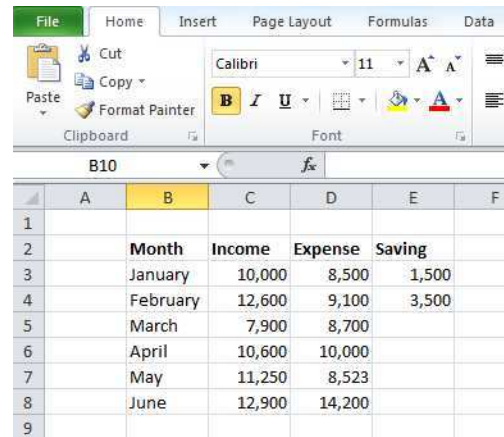 File Home Insert Page Layout Formulas Data
Cut
Copy
Format Painter
Paste
Calibri 11 A A
B I U A
Clipboard Font
B10 fx
A B C D E F
1
2 Month Income Expense Saving
3 January 10,000 8,500 1,500
4 February 12,600 9,100 3,500
5 March 7,900 8,700
6 April 10,600 10,000
7 May 11,250 8,523
8 June 12,900 14,200
9